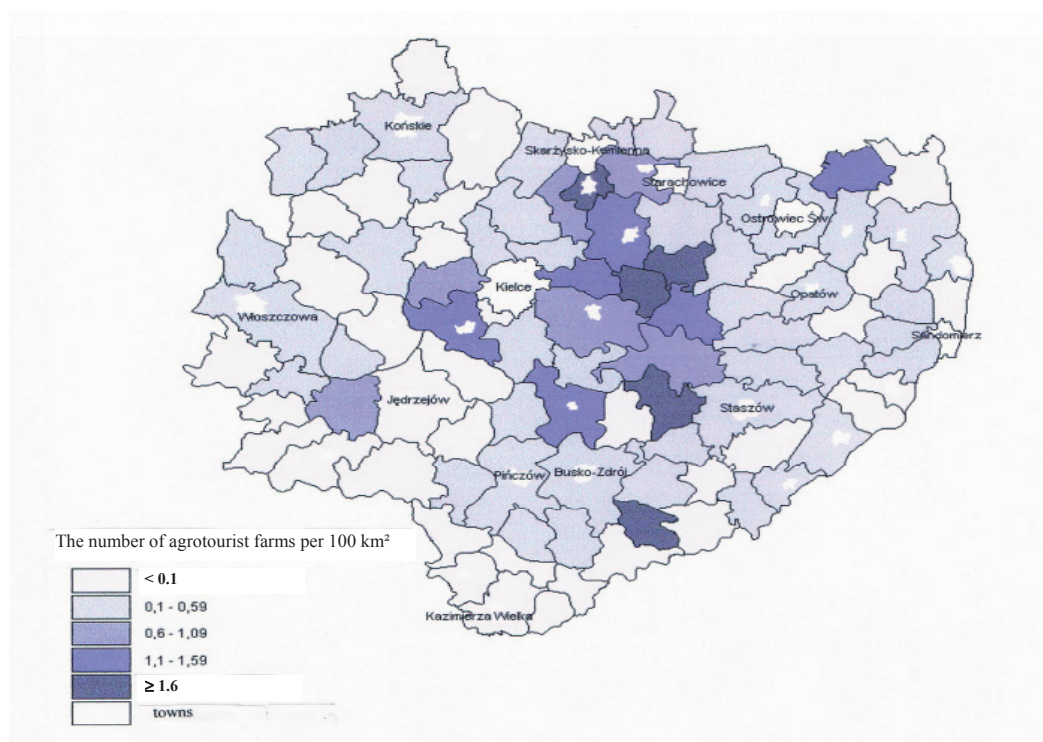 Końskie
Skarżysko-Kamienna
Starachowice
Ostrowiec Św.
Kielce
Opatów
Włoszczowa
Sandomierz
Jędrzejów
Staszów
Pińczów
Busko-Zdrój
Kazimierza Wielka
The number of agrotourist farms per 100 km²
< 0.1
0,1 - 0,59
0,6 - 1,09
1,1 - 1,59
≥ 1.6
towns